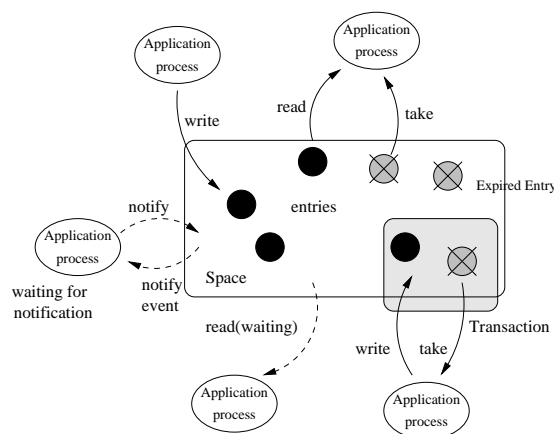 Application
process
Application
process
read
take
write
Expired Entry
entries
notify
Application
process
Space
waiting for
notification
notify
event
read(waiting)
Transaction
write
take
Application
process
Application
process